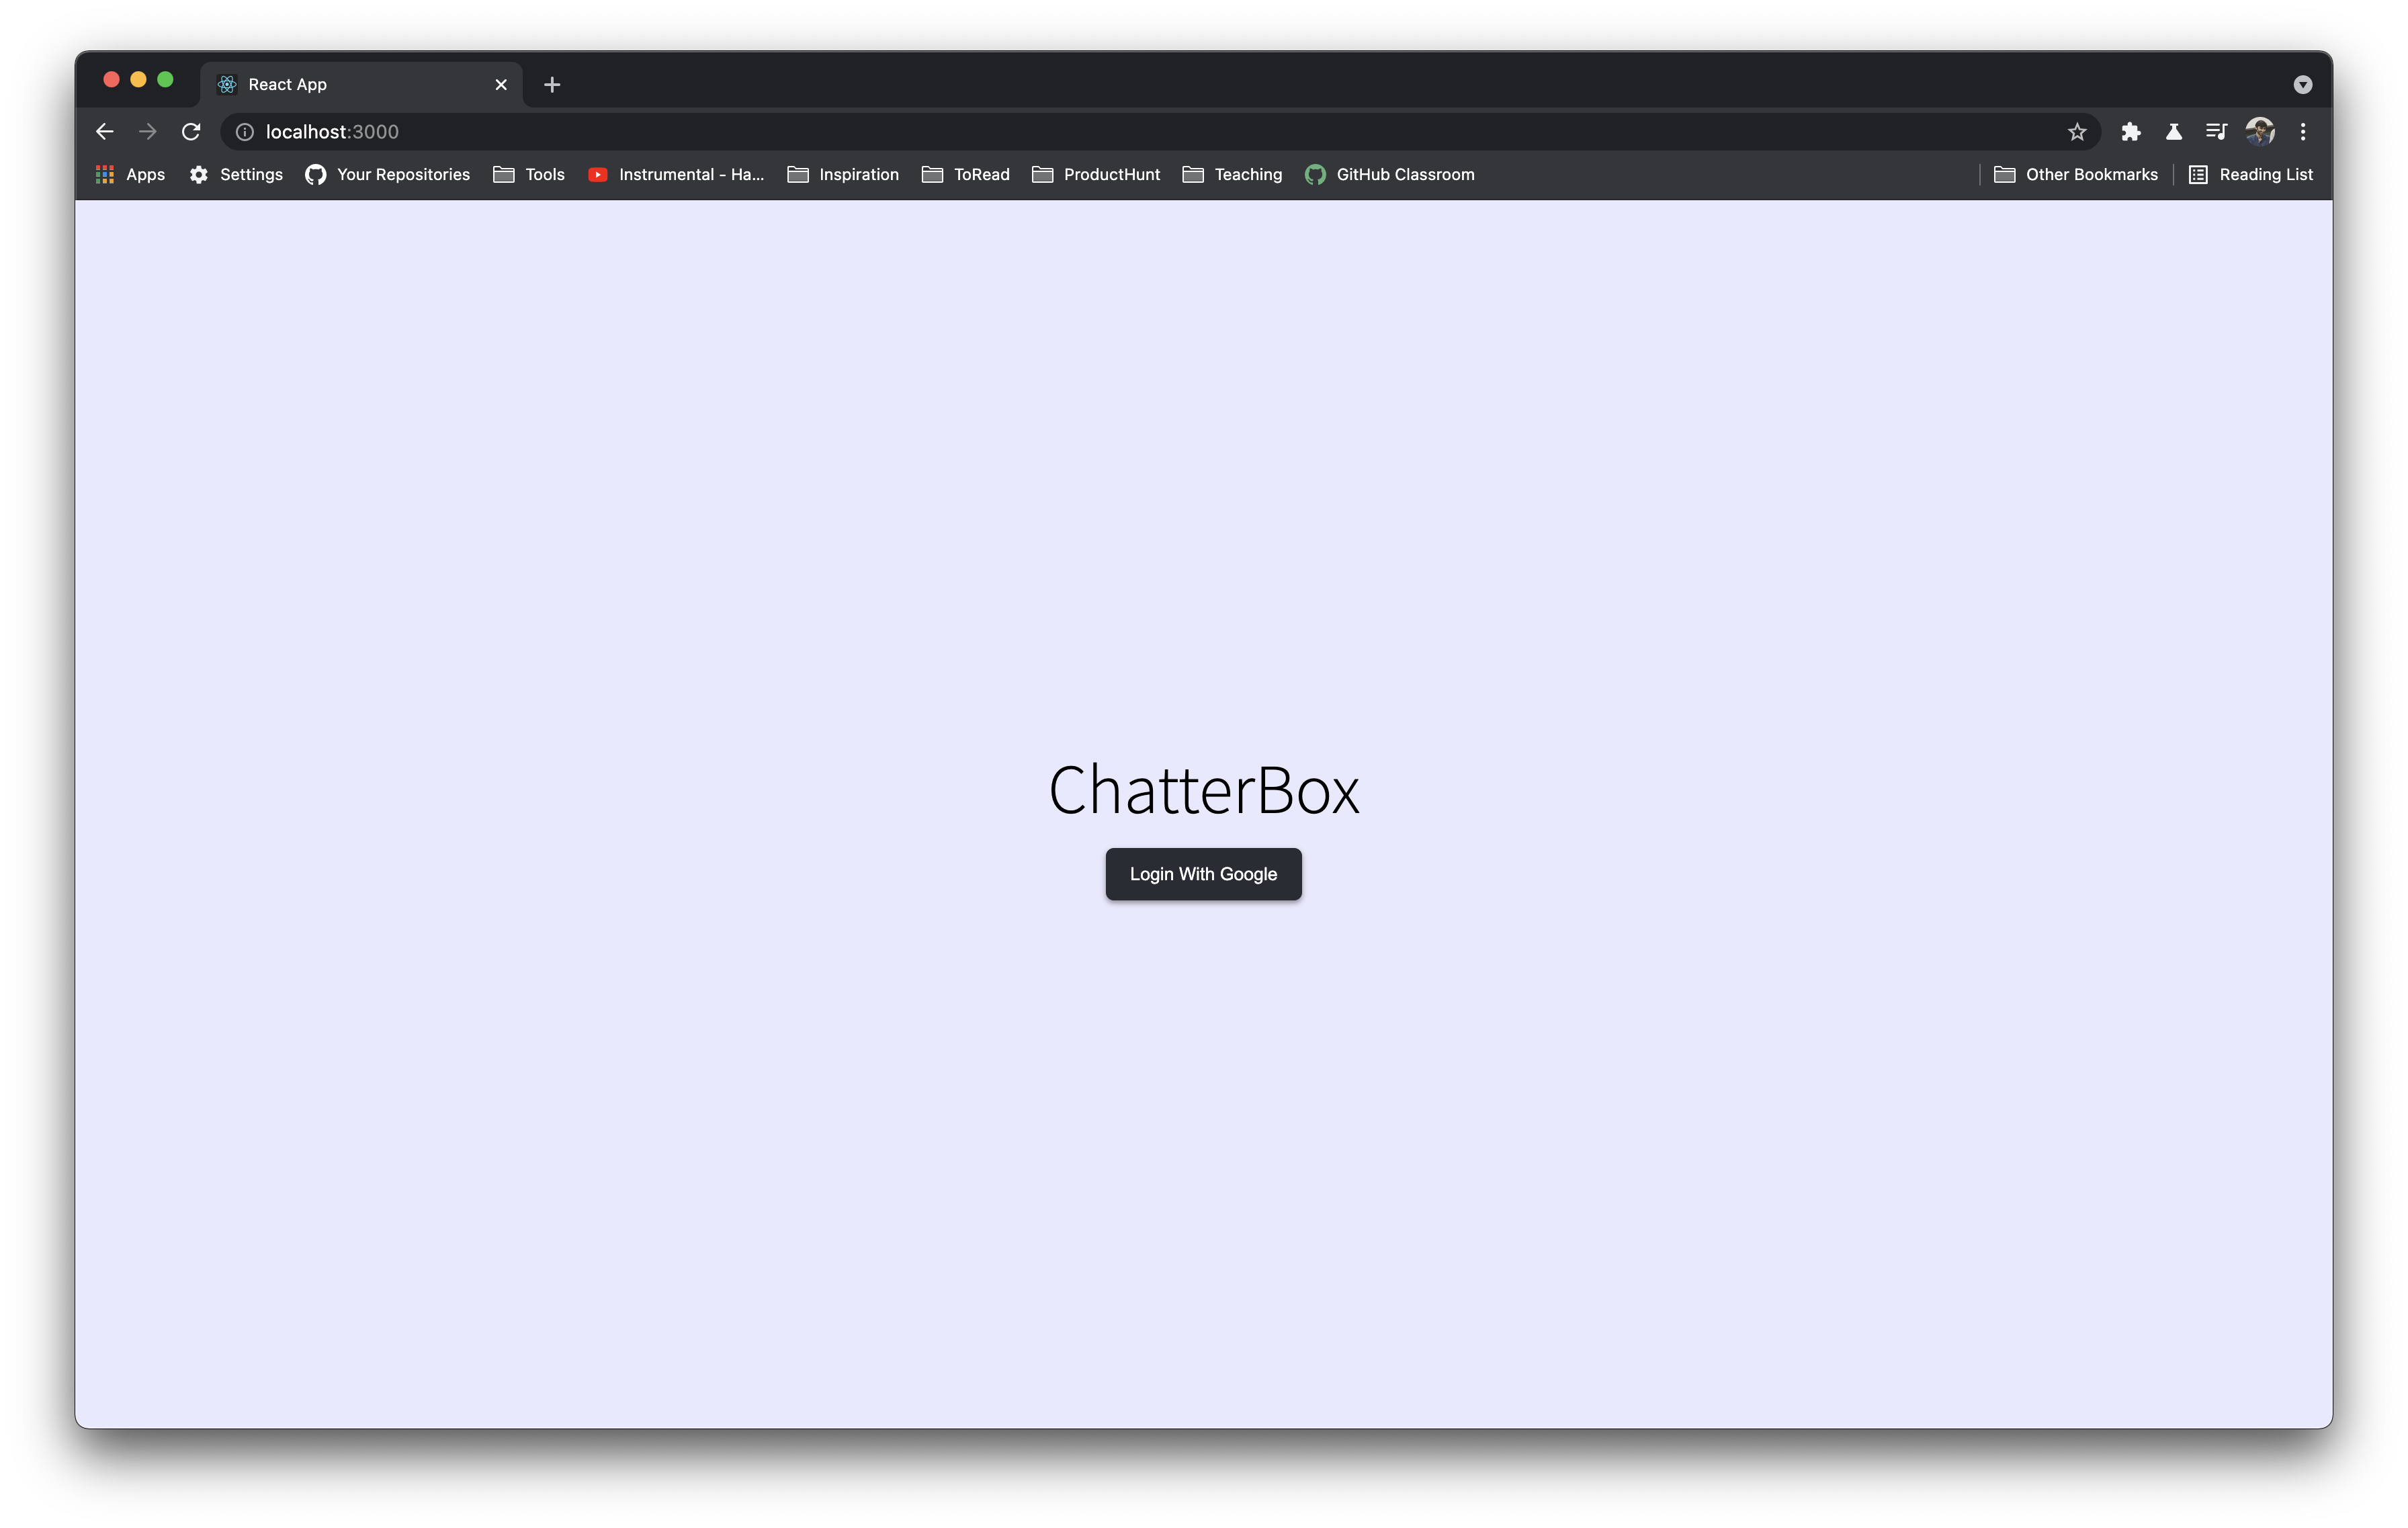 React App
localhost:3000
Apps Settings Your Repositories Tools Instrumental - Ha... Inspiration ToRead ProductHunt Teaching GitHub Classroom Other Bookmarks Reading List
ChatterBox
Login With Google